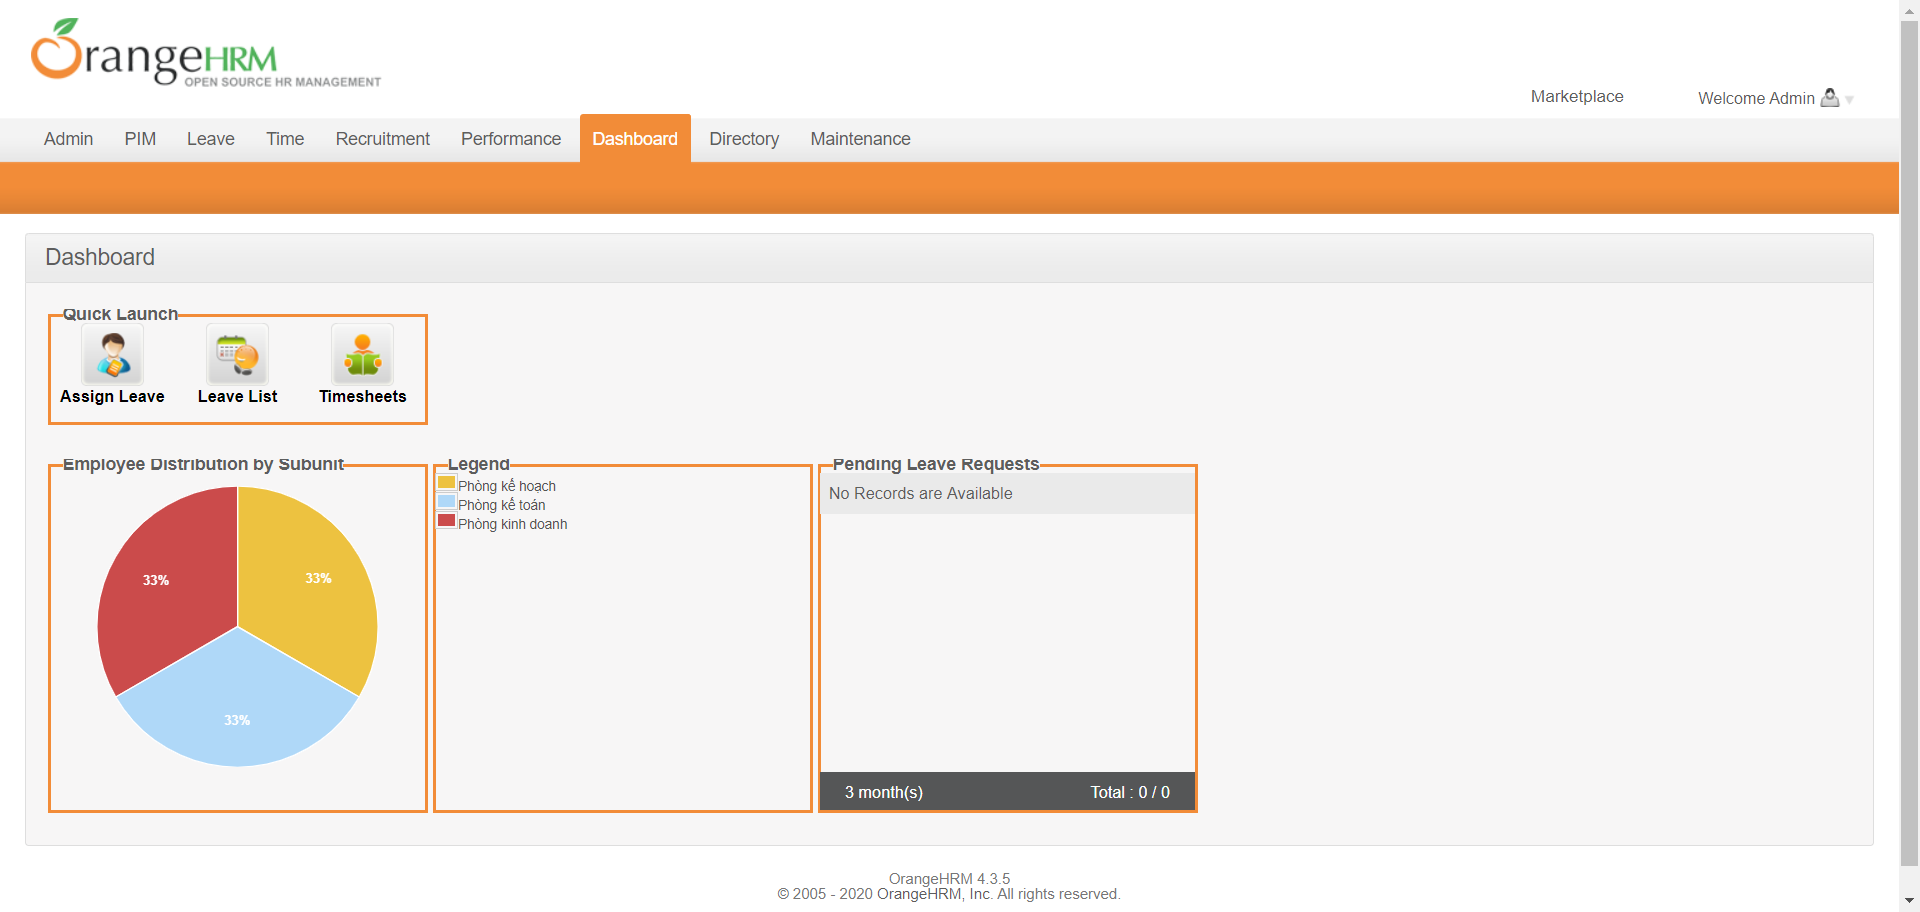 OrangeHRM
OPEN SOURCE HR MANAGEMENT
Marketplace
Welcome Admin
Admin PIM Leave Time Recruitment Performance Dashboard Directory Maintenance
Dashboard
Quick Launch
Assign Leave Leave List Timesheets
Employee Distribution by Subunit
33%
33%
33%
Legend
Phòng kế hoạch
Phòng kế toán
Phòng kinh doanh
Pending Leave Requests
No Records are Available
3 month(s) Total : 0 / 0
OrangeHRM 4.3.5
© 2005 - 2020 OrangeHRM, Inc. All rights reserved.